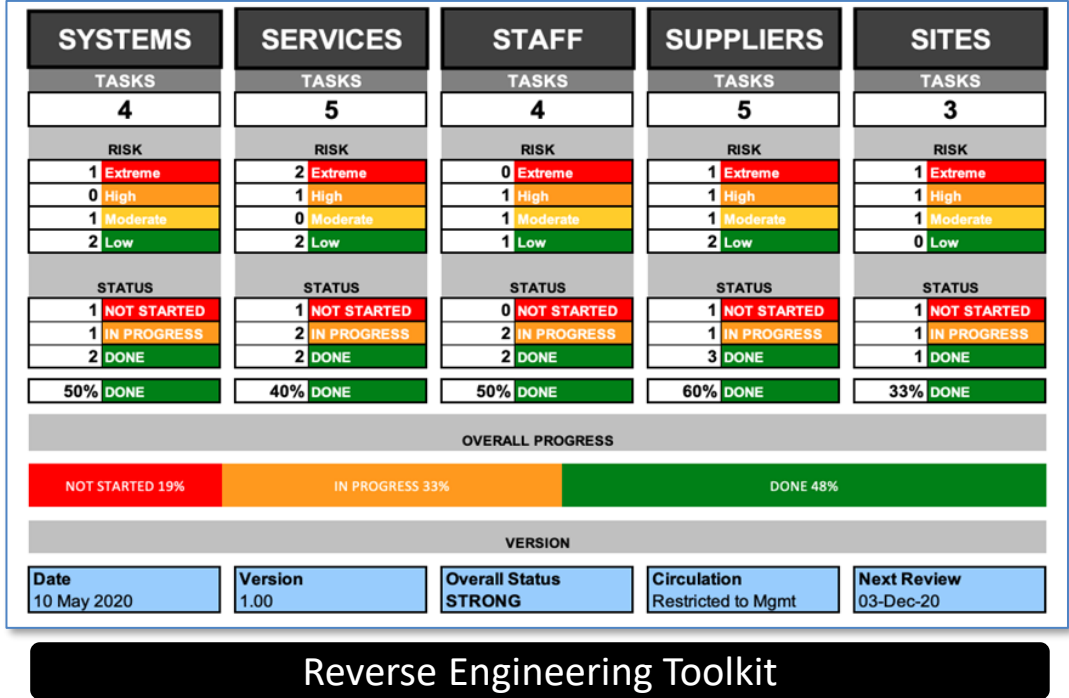 SYSTEMS SERVICES STAFF SUPPLIERS SITES
TASKS TASKS TASKS TASKS TASKS
4 5 4 5 3
RISK RISK RISK RISK RISK
1 Extreme 2 Extreme 0 Extreme 1 Extreme 1 Extreme
0 High 1 High 1 High 1 High 1 High
1 Moderate 0 Moderate 1 Moderate 1 Moderate 1 Moderate
2 Low 2 Low 1 Low 2 Low 0 Low
STATUS STATUS STATUS STATUS STATUS
1 NOT STARTED 1 NOT STARTED 0 NOT STARTED 1 NOT STARTED 1 NOT STARTED
1 IN PROGRESS 2 IN PROGRESS 2 IN PROGRESS 1 IN PROGRESS 1 IN PROGRESS
2 DONE 2 DONE 2 DONE 3 DONE 1 DONE
50% DONE 40% DONE 50% DONE 60% DONE 33% DONE
OVERALL PROGRESS
NOT STARTED 19% IN PROGRESS 33% DONE 48%
VERSION
Date Version Overall Status Circulation Next Review
10 May 2020 1.00 STRONG Restricted to Mgmt 03-Dec-20
Reverse Engineering Toolkit